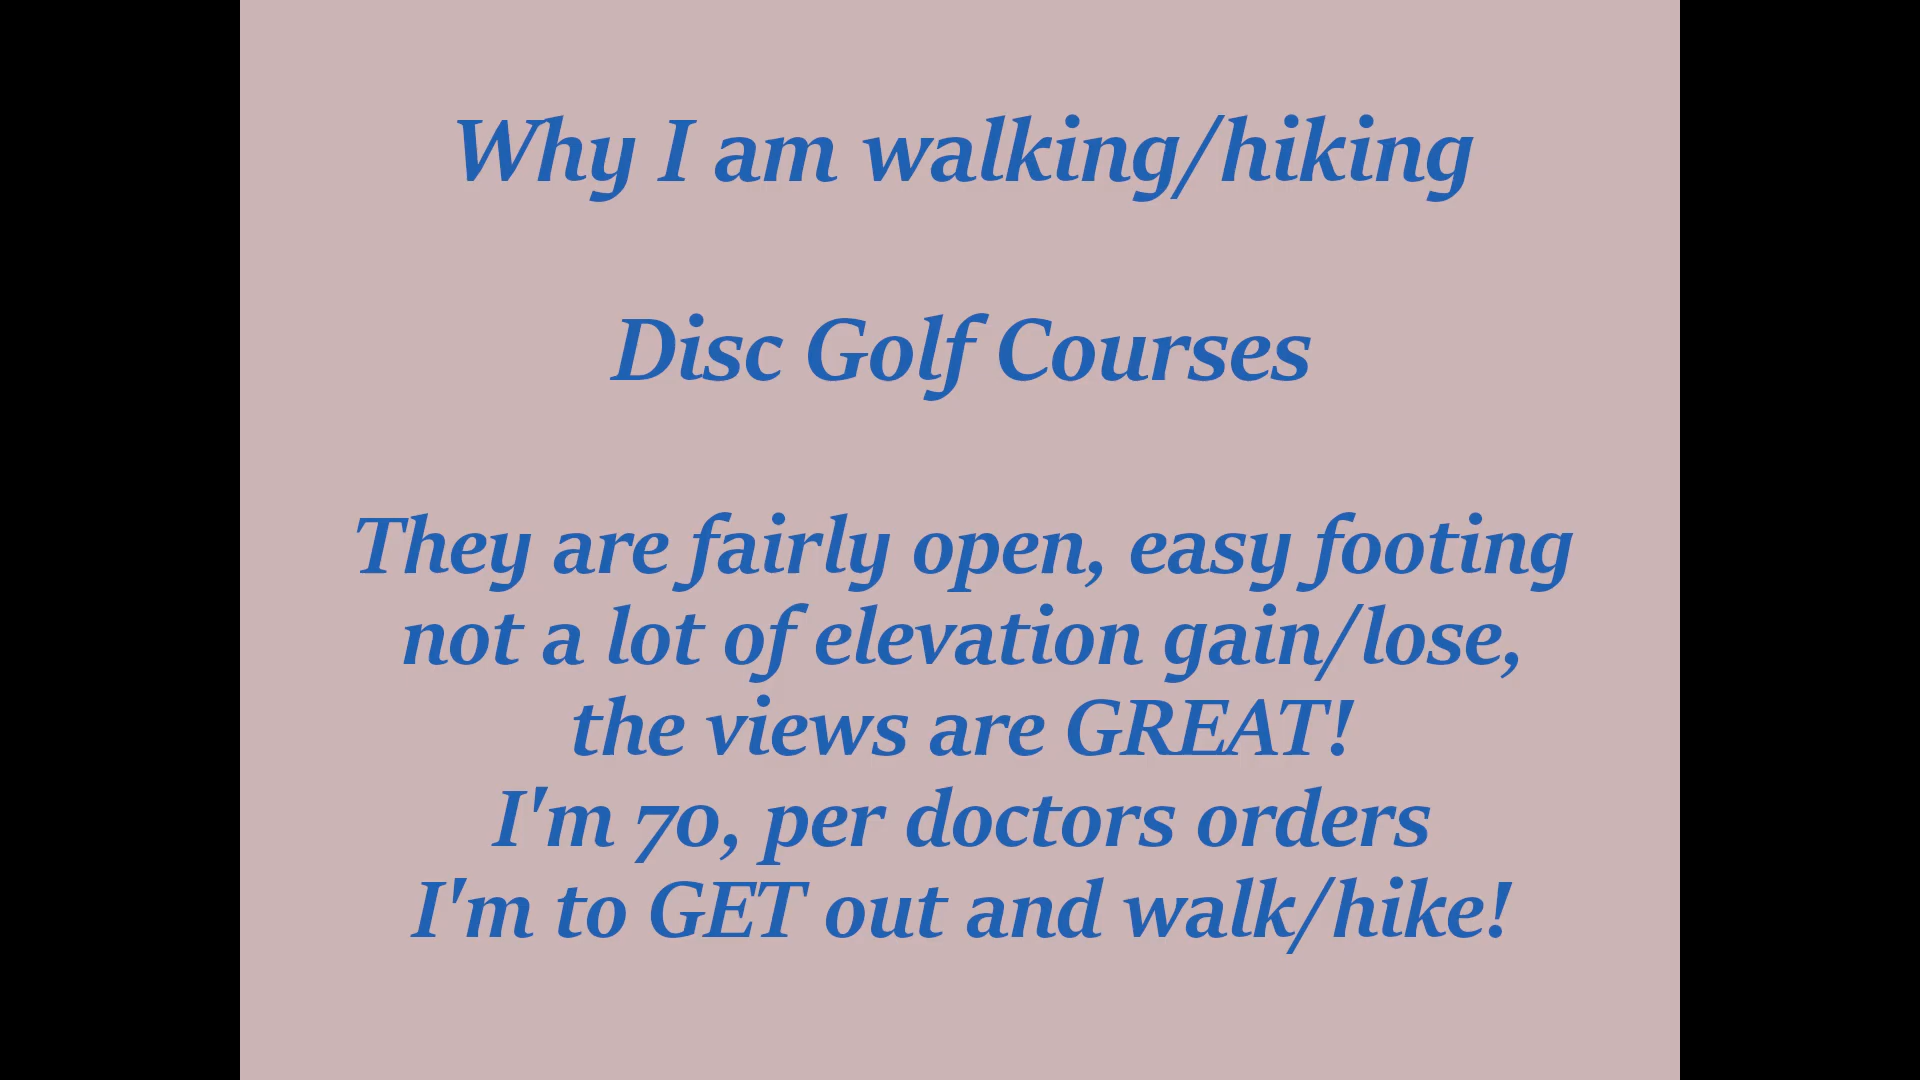 Why I am walking/hiking
Disc Golf Courses
They are fairly open, easy footing
not a lot of elevation gain/lose,
the views are GREAT!
I'm 70, per doctors orders
I'm to GET out and walk/hike!